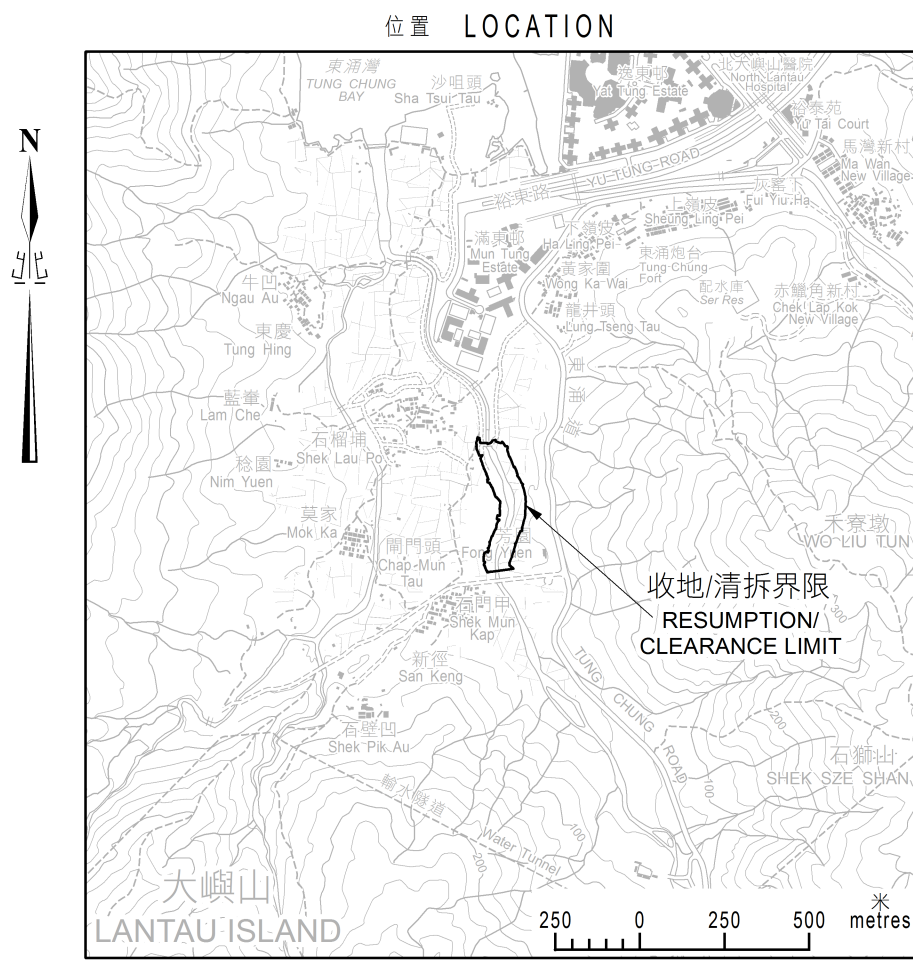 位置 LOCATION
N
北
東涌灣
TUNG CHUNG
BAY
沙咀頭
Sha Tsui Tau
逸東邨
Yat Tung Estate
北大嶼山醫院
North Lantau
Hospital
裕泰苑
Yu Tai Court
馬灣新村
Ma Wan
New Village
裕東路
YU TUNG ROAD
灰窰下
Fui Yiu Ha
上嶺皮
Sheung Ling Pei
下嶺皮
Ha Ling Pei
滿東邨
Mun Tung
Estate
東涌炮台
Tung Chung
Fort
黃家圍
Wong Ka Wai
配水庫
Ser Res
赤鱲角新村
Chek Lap Kok
New Village
龍井頭
Lung Tseng Tau
牛凹
Ngau Au
東慶
Tung Hing
東涌道
藍輋
Lam Che
石榴埔
Shek Lau Po
稔園
Nim Yuen
莫家
Mok Ka
禾寮墩
WO LIU TUN
芳園
Fong Yuen
閘門頭
Chap Mun
Tau
300
收地/清拆界限
RESUMPTION/
CLEARANCE LIMIT
石門甲
Shek Mun
Kap
新徑
San Keng
TUNG CHUNG ROAD
200
石壁凹
Shek Pik Au
石獅山
SHEK SZE SHAN
100
輸水隧道
Water Tunnel
100
200
大嶼山
LANTAU ISLAND
250 0 250 500
米
metres